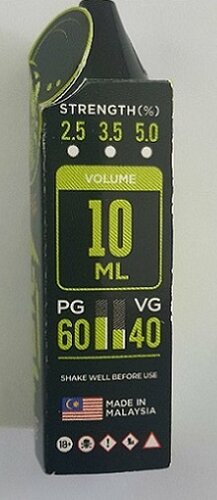 STRENGTH(%)
2.5 3.5 5.0
VOLUME
10
ML
PG VG
60 40
SHAKE WELL BEFORE USE
MADE IN
MALAYSIA
18+